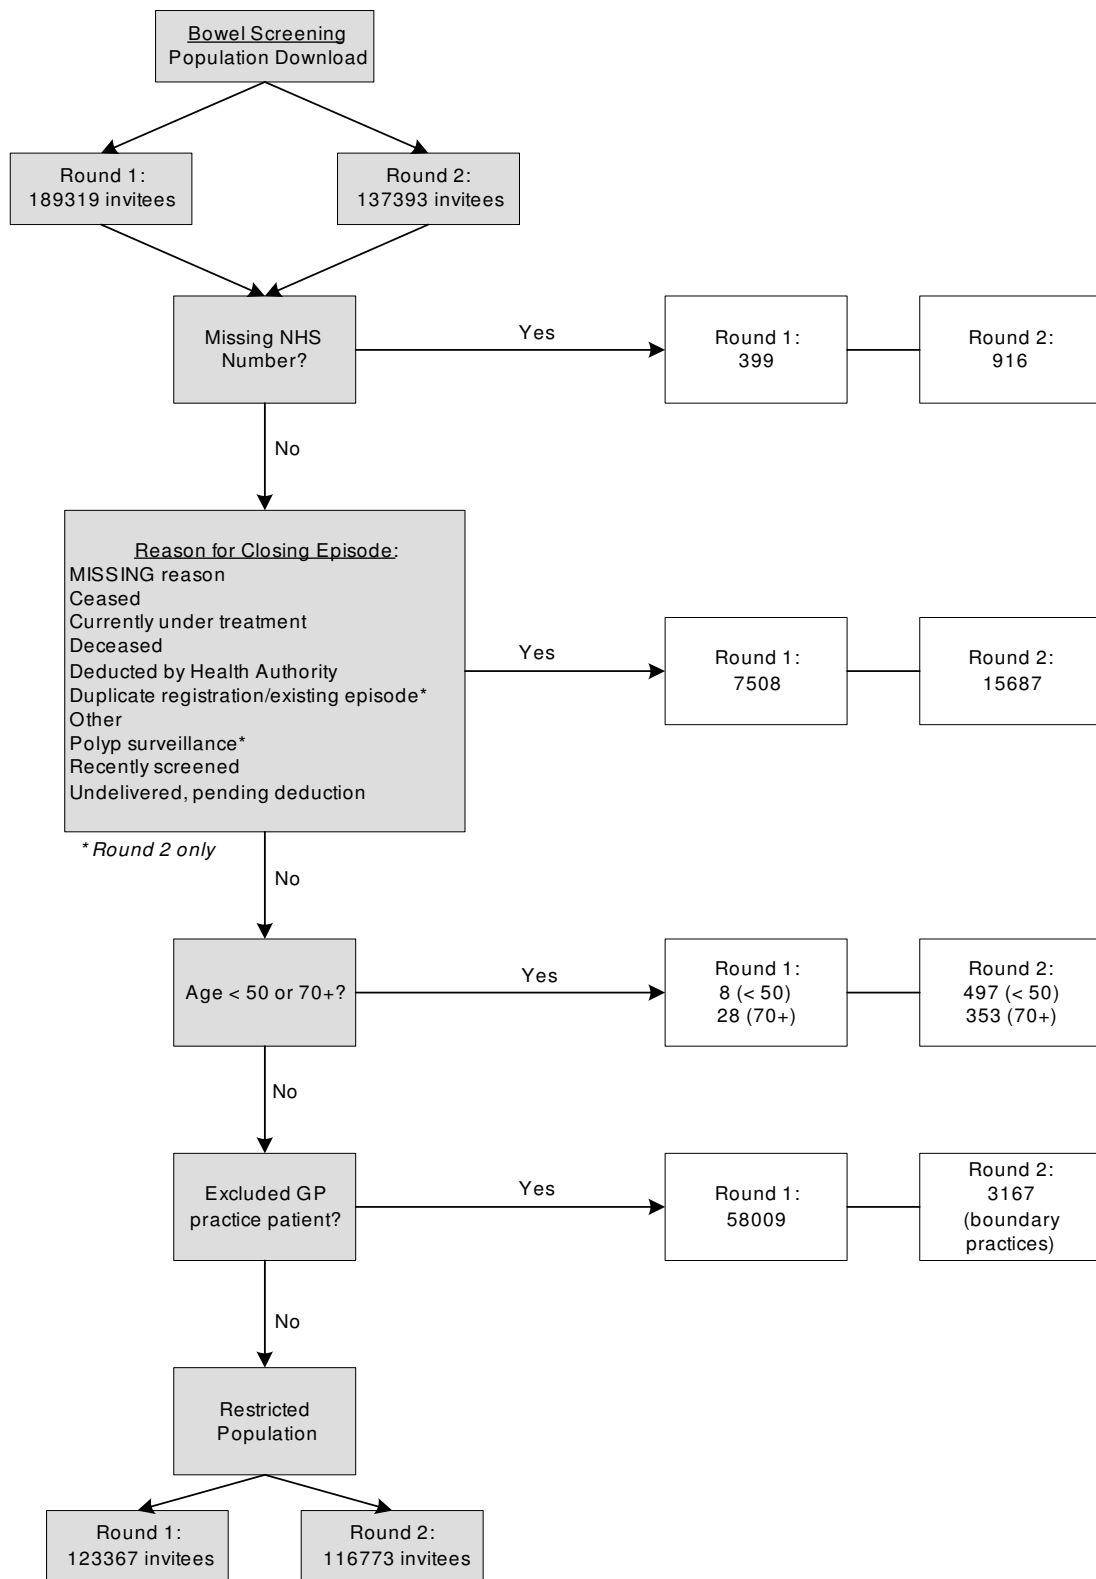 Bowel Screening
Population Download
Round 1:
189319 invitees
Round 2:
137393 invitees
Missing NHS
Number?
Yes
Round 1:
399
Round 2:
916
No
Reason for Closing Episode:
MISSING reason
Ceased
Currently under treatment
Deceased
Deducted by Health Authority
Duplicate registration/existing episode*
Other
Polyp surveillance*
Recently screened
Undelivered, pending deduction
Yes
Round 1:
7508
Round 2:
15687
* Round 2 only
No
Age < 50 or 70+?
Yes
Round 1:
8 (< 50)
28 (70+)
Round 2:
497 (< 50)
353 (70+)
No
Excluded GP
practice patient?
Yes
Round 1:
58009
Round 2:
3167
(boundary
practices)
No
Restricted
Population
Round 1:
123367 invitees
Round 2:
116773 invitees